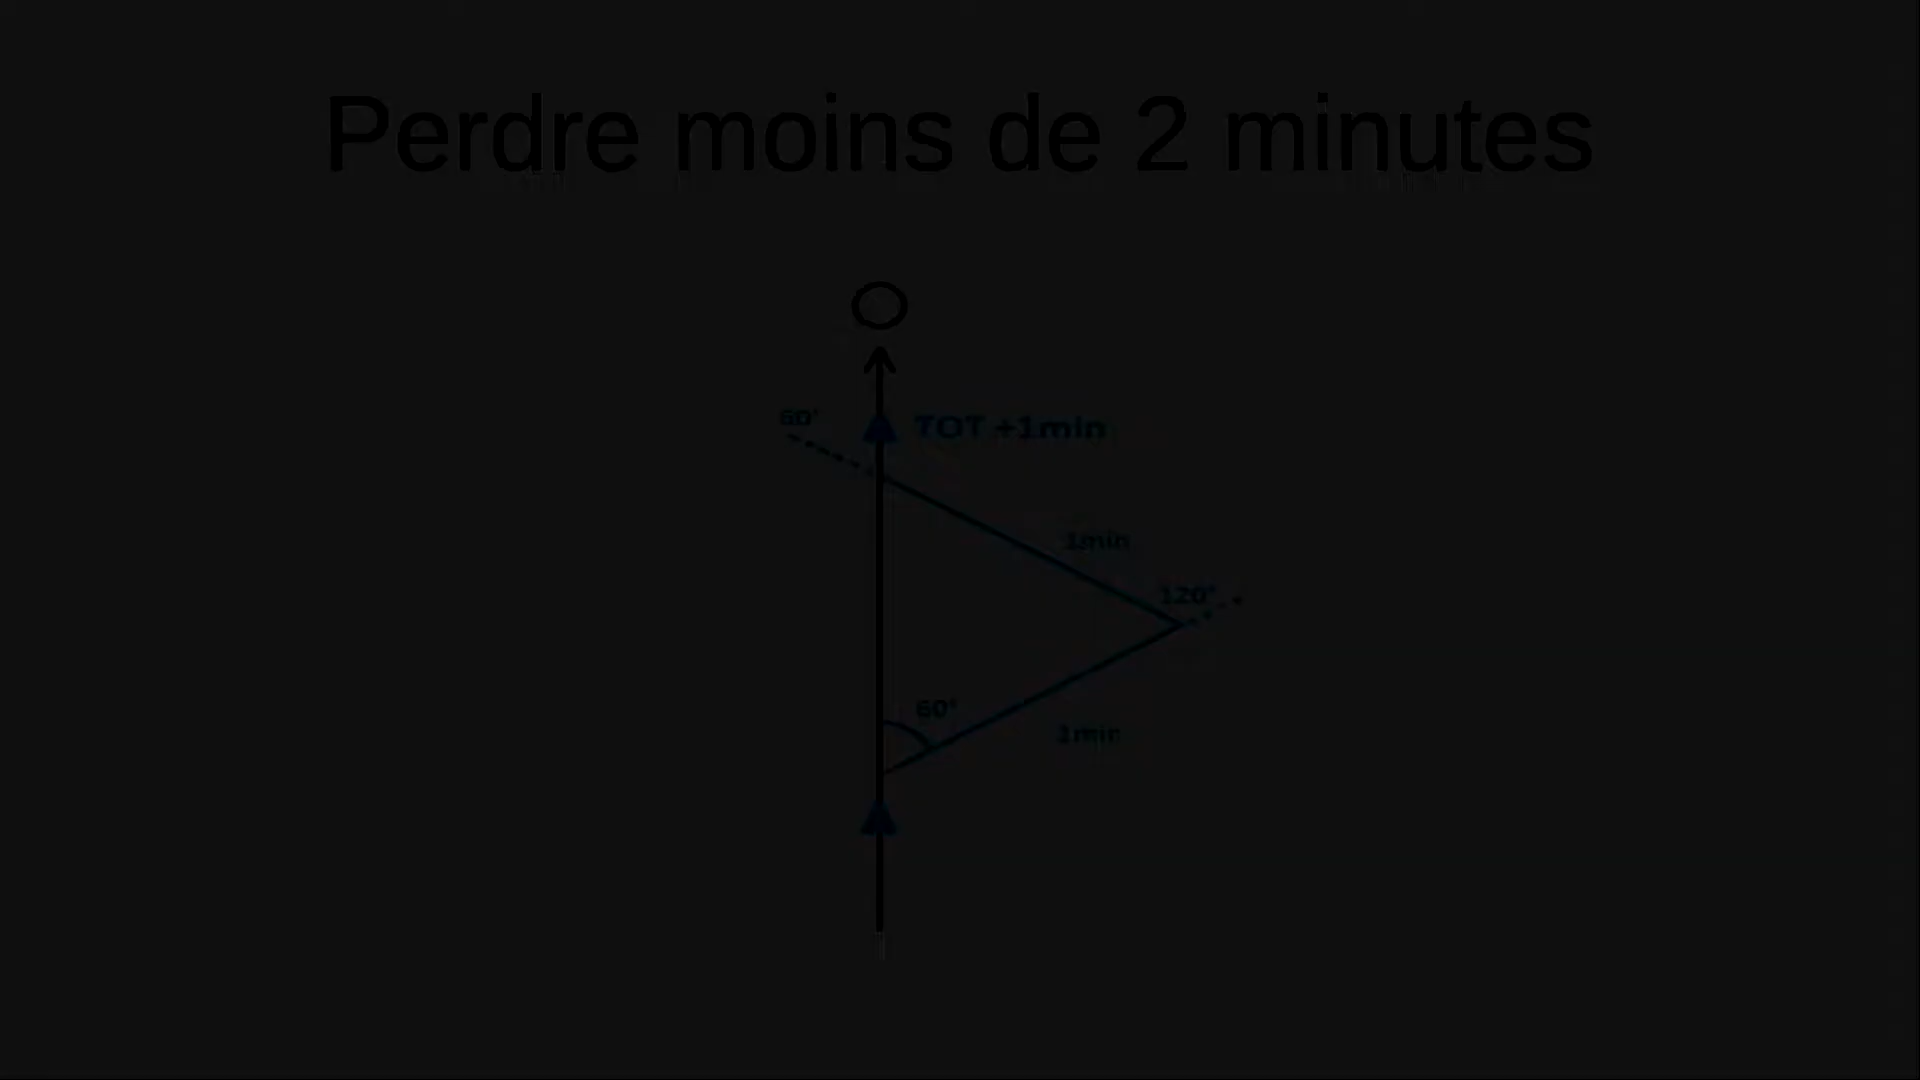 Perdre moins de 2 minutes
60°
TOT +1min
1min
120°
60°
1min